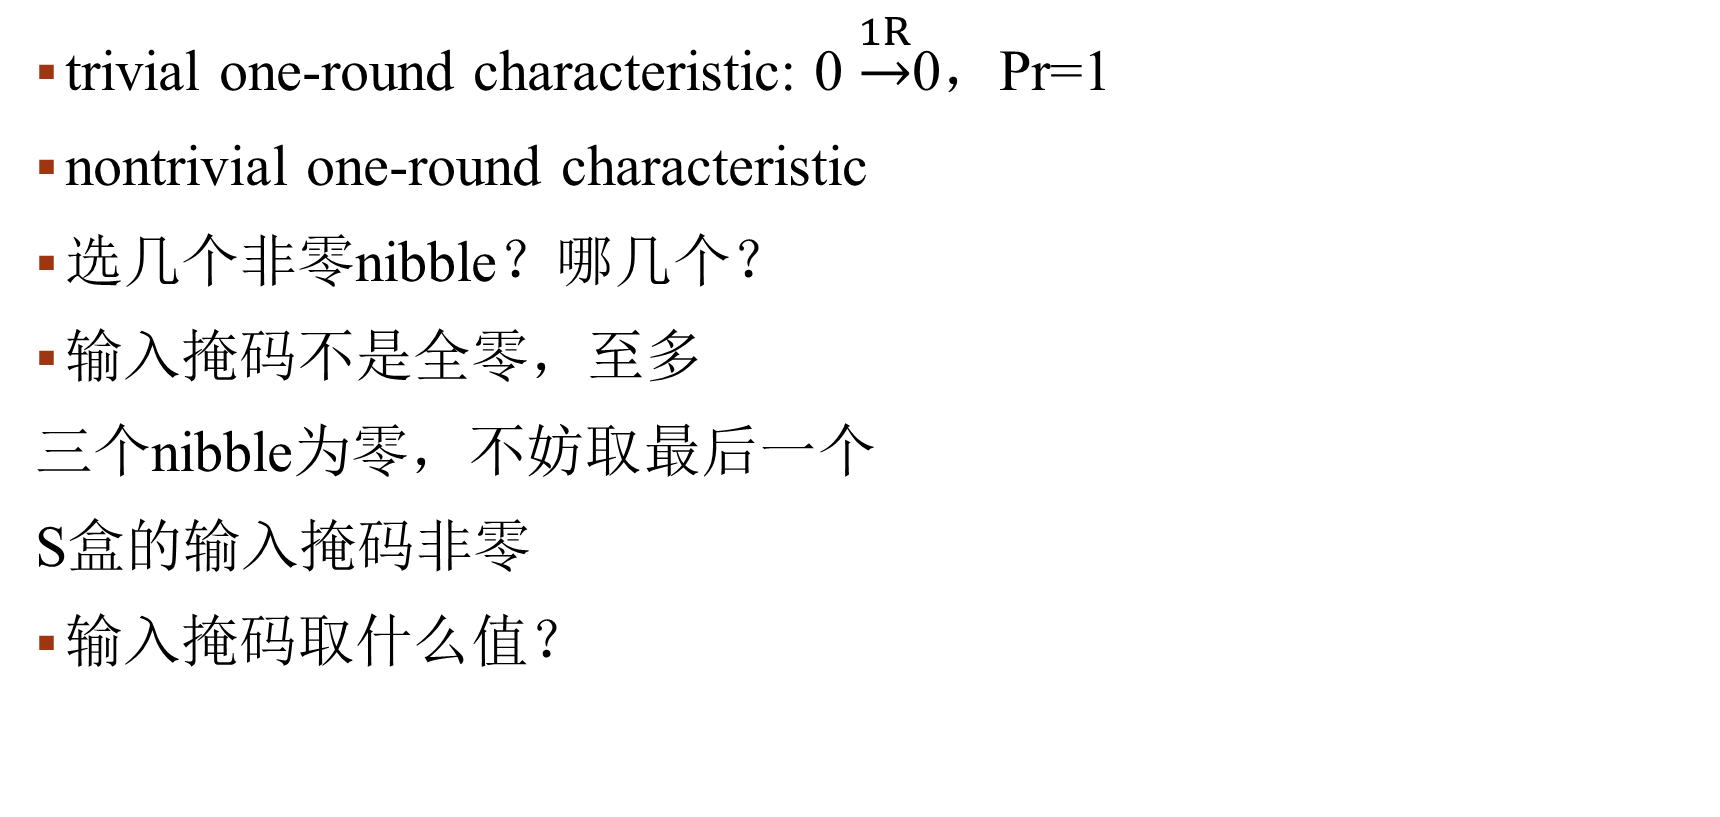 ▪trivial one-round characteristic: 0 \xrightarrow{1R} 0，Pr=1
▪nontrivial one-round characteristic
▪选几个非零nibble？哪几个？
▪输入掩码不是全零，至多
三个nibble为零，不妨取最后一个
S盒的输入掩码非零
▪输入掩码取什么值？